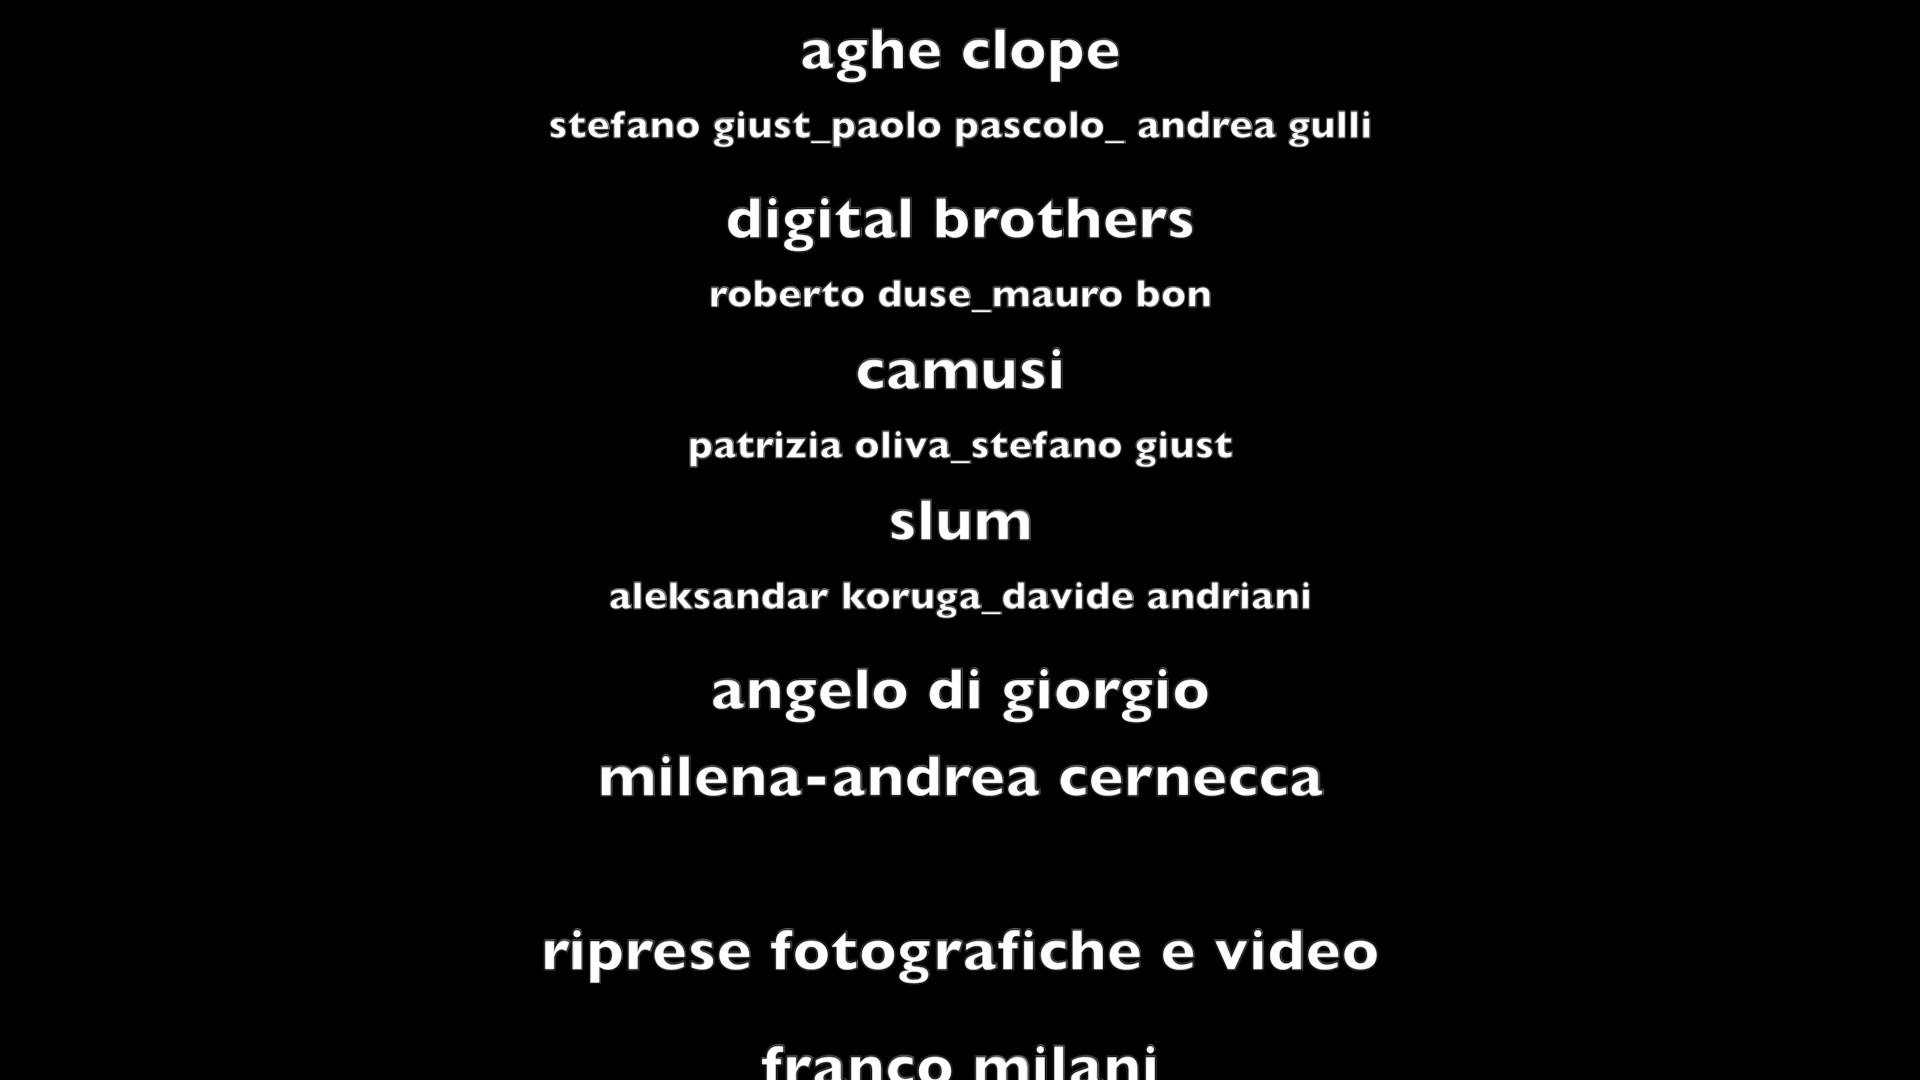 aghe clope
stefano giust_paolo pascolo_ andrea gulli
digital brothers
roberto duse_mauro bon
camusi
patrizia oliva_stefano giust
slum
aleksandar koruga_davide andriani
angelo di giorgio
milena-andrea cernecca
riprese fotografiche e video
franco milani